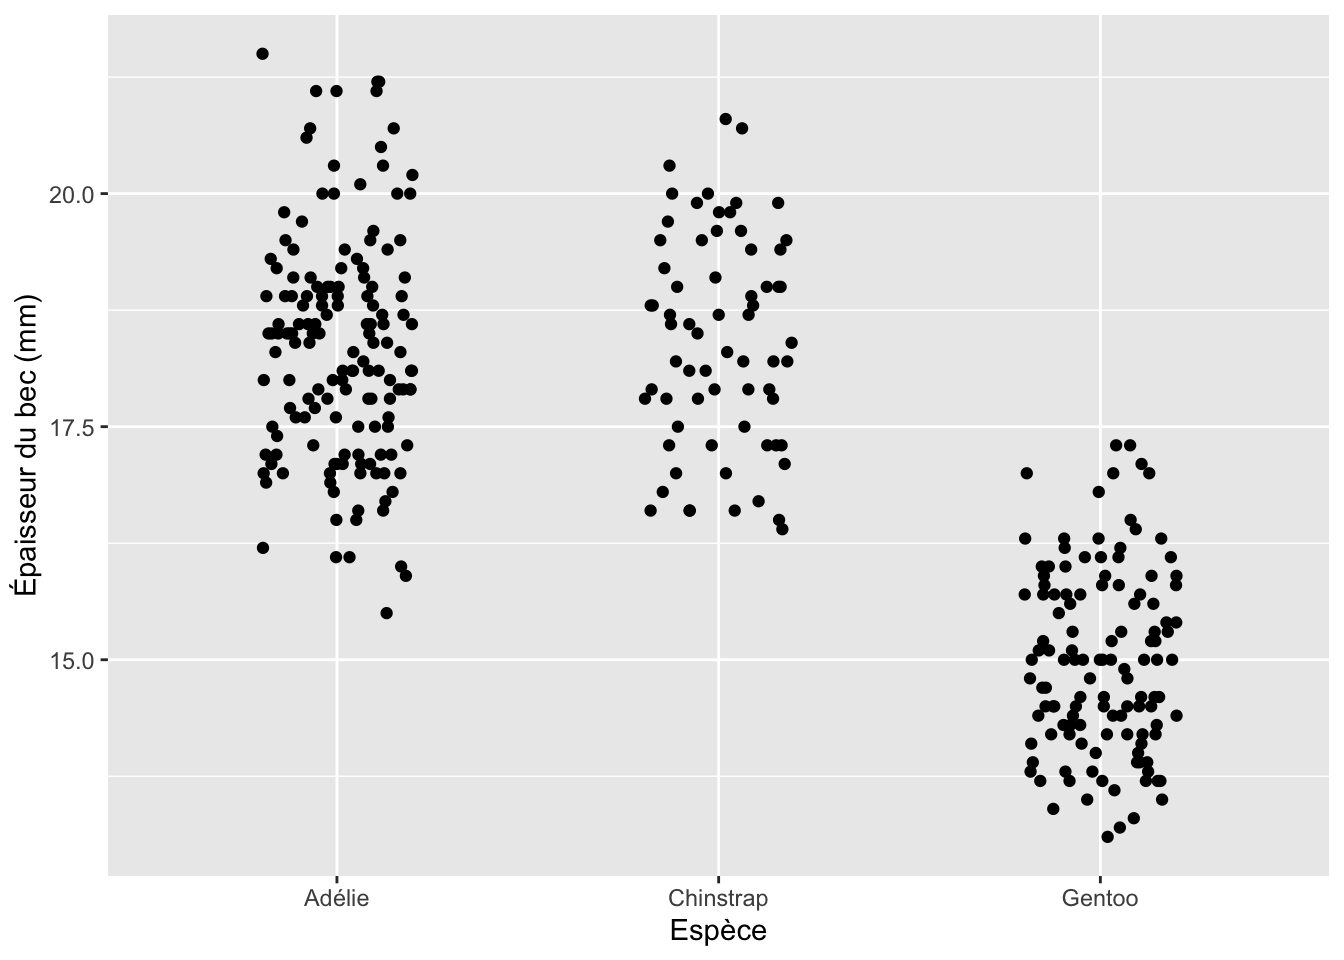 Épaisseur du bec (mm)
20.0
17.5
15.0
Adélie Chinstrap Gentoo
Espèce